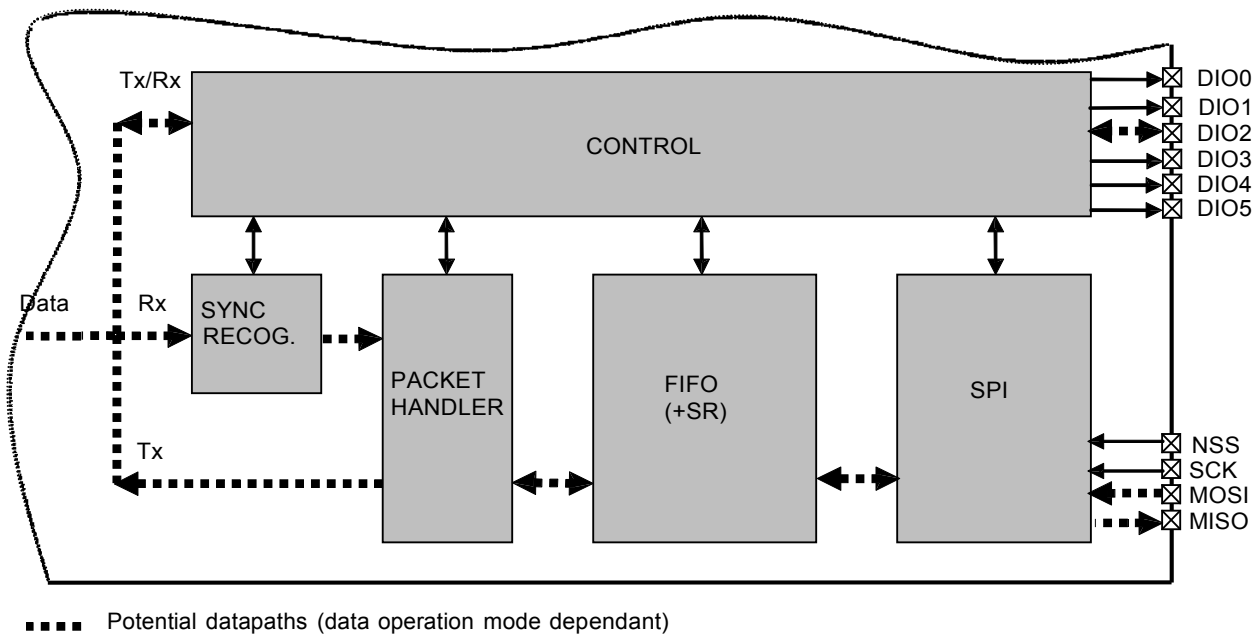 Tx/Rx
CONTROL
DIO0
DIO1
DIO2
DIO3
DIO4
DIO5
Data
Rx
SYNC
RECOG.
PACKET
HANDLER
FIFO
(+SR)
SPI
Tx
NSS
SCK
MOSI
MISO
Potential datapaths (data operation mode dependant)